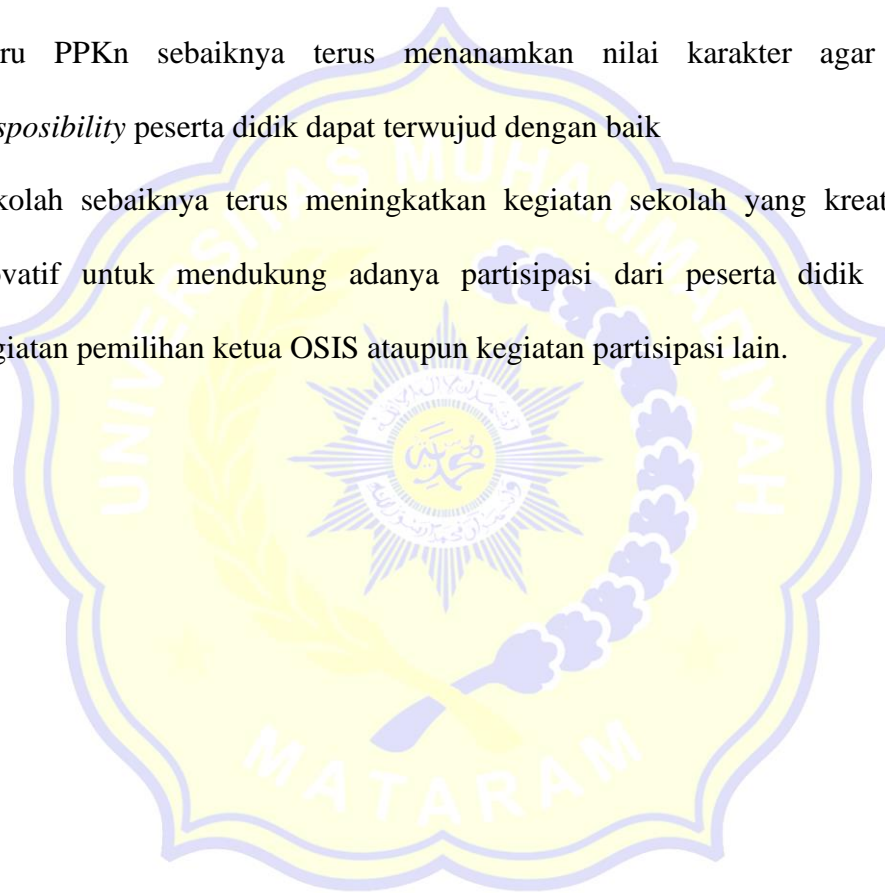 ru PPKn sebaiknya terus menanamkan nilai karakter agar
sposibility peserta didik dapat terwujud dengan baik
kolah sebaiknya terus meningkatkan kegiatan sekolah yang kreat
ovatif untuk mendukung adanya partisipasi dari peserta didik
giatan pemilihan ketua OSIS ataupun kegiatan partisipasi lain.
UNIVERSITAS MUHAMMADIYAH
MATARAM